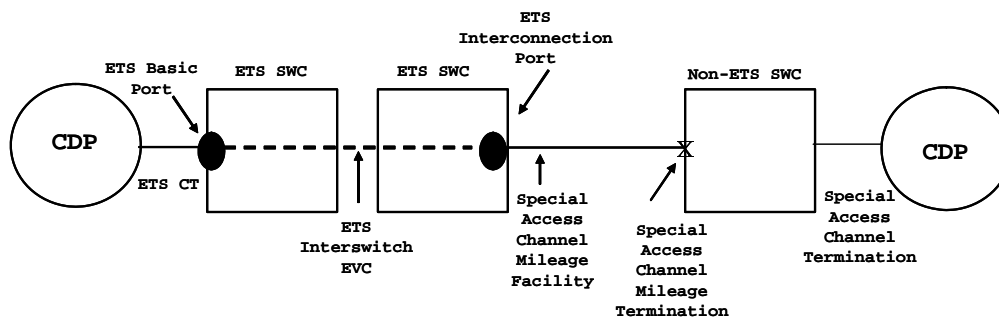 ETS
Interconnection
Port
ETS Basic
Port
ETS SWC
ETS SWC
Non-ETS SWC
CDP
CDP
ETS CT
ETS
Interswitch
EVC
Special
Access
Channel
Mileage
Facility
Special
Access
Channel
Mileage
Termination
Special
Access
Channel
Termination
X